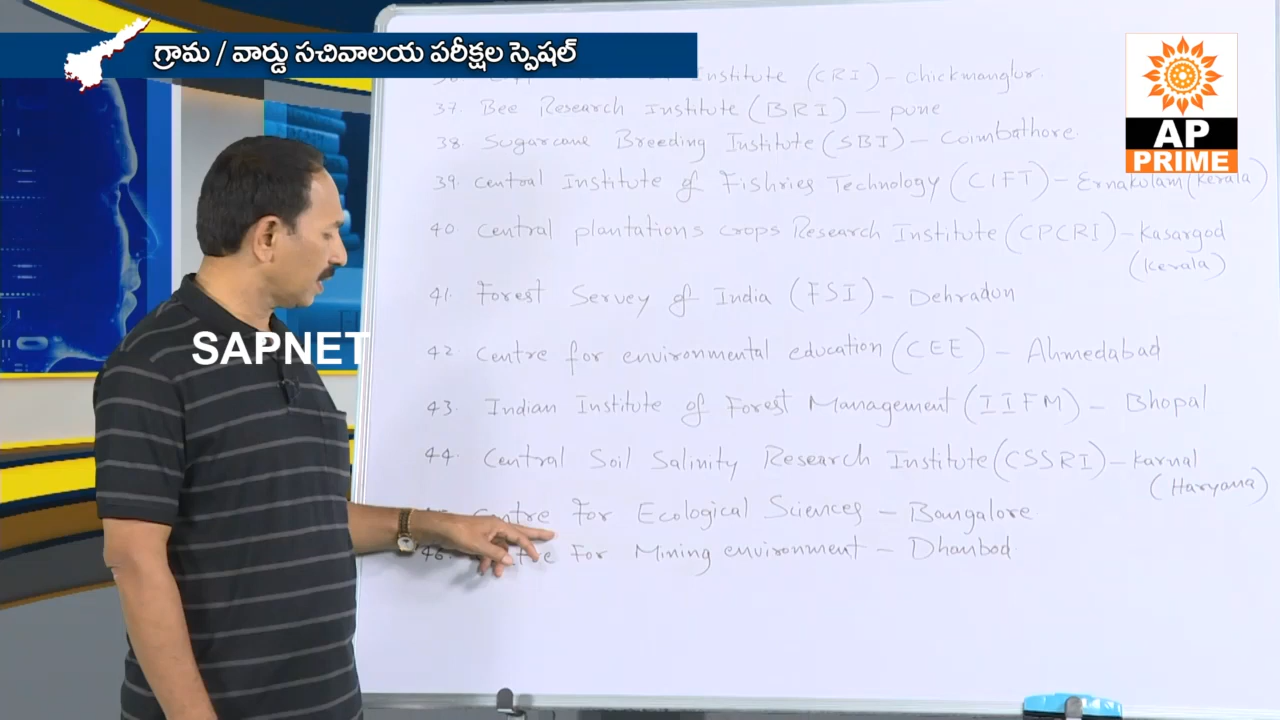 గ్రామ / వార్డు సచివాలయ పరీక్షల స్పెషల్
AP
PRIME
SAPNET
Institute (CRI) - chickmanglur.
37. Bee Research Institute (BRI) - pune
38. Sugarcane Breeding Institute (SBI) - Coimbathore.
39. Central Institute of Fishries Technology (CIFT) - Ernakulam (Kerala)
40 Central plantations crops Research Institute (CPCRI) - Kasargod
(Kerala)
41. Forest Servey of India (FSI) - Dehradun
42. Centre for environmental education (CEE) - Ahmedabad
43. Indian Institute of Forest Management (IIFM) - Bhopal
44. Central Soil Salinity Research Institute (CSSRI) - Karnal
(Haryana)
Centre For Ecological Sciences - Bangalore
46. For Mining environment - Dhanbad